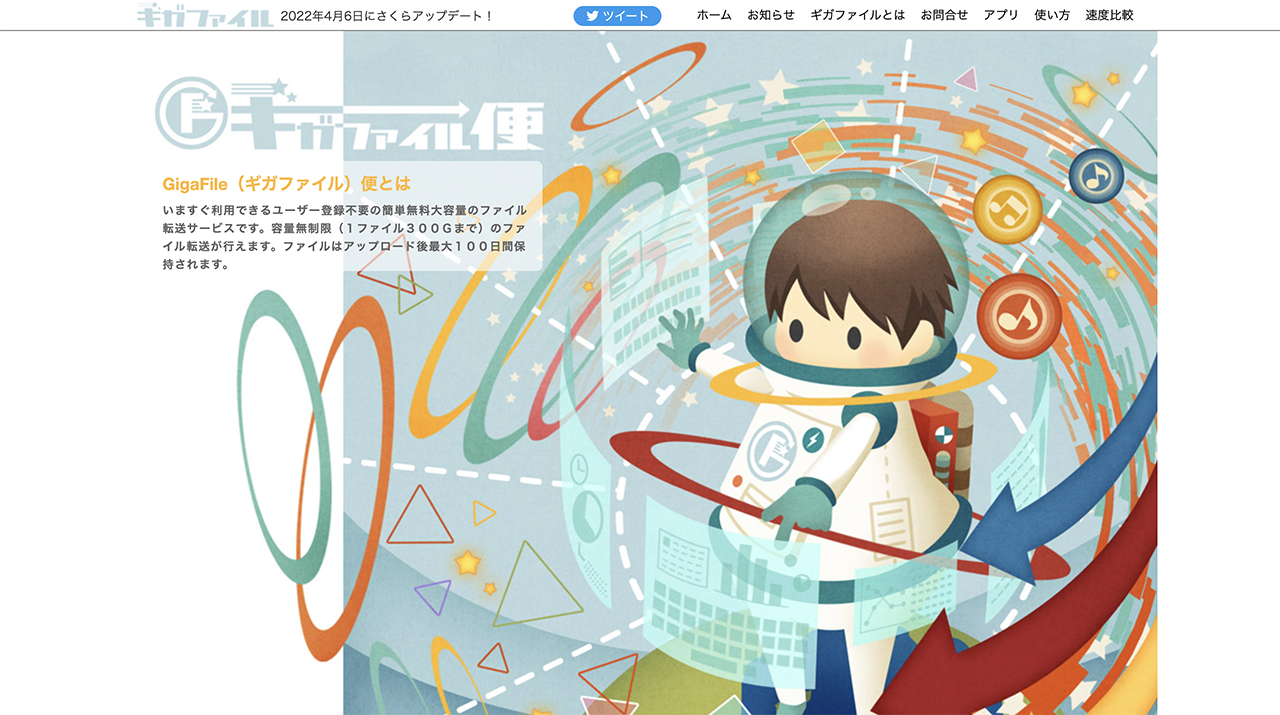 ギガファイル 2022年4月6日にさくらアップデート！ ツイート ホーム お知らせ ギガファイルとは お問合せ アプリ 使い方 速度比較
ギガファイル便
GigaFile（ギガファイル）便とは
いますぐ利用できるユーザー登録不要の簡単無料大容量のファイル
転送サービスです。容量無制限（１ファイル３００Ｇまで）のファ
イル転送が行えます。ファイルはアップロード後最大１００日間保
持されます。